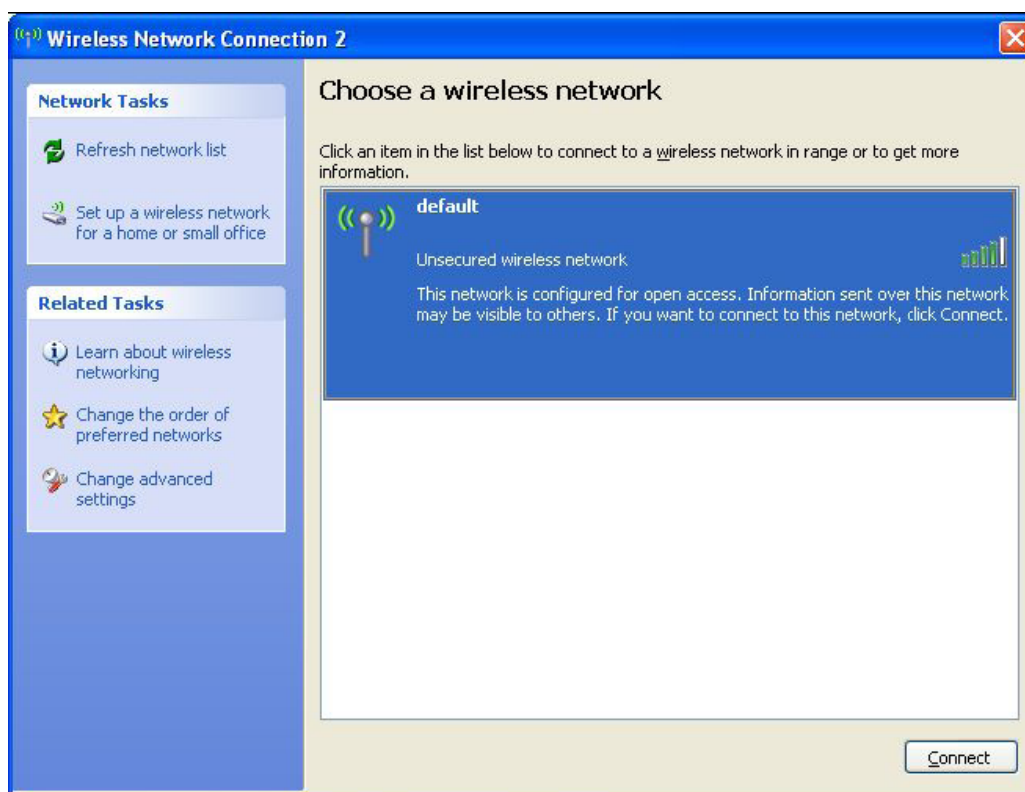 Wireless Network Connection 2
Network Tasks
Refresh network list
Set up a wireless network
for a home or small office
Related Tasks
Learn about wireless
networking
Change the order of
preferred networks
Change advanced
settings
Choose a wireless network
Click an item in the list below to connect to a wireless network in range or to get more
information.
default
Unsecured wireless network
This network is configured for open access. Information sent over this network
may be visible to others. If you want to connect to this network, click Connect.
Connect